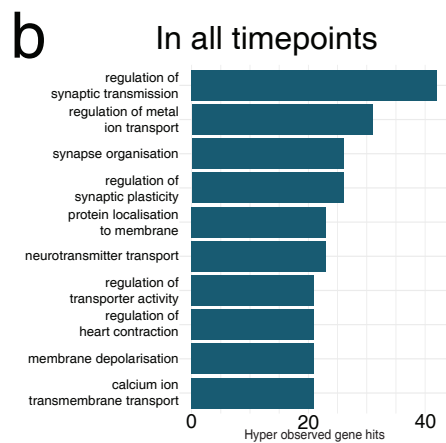 b
In all timepoints
regulation of
synaptic transmission
regulation of metal
ion transport
synapse organisation
regulation of
synaptic plasticity
protein localisation
to membrane
neurotransmitter transport
regulation of
transporter activity
regulation of
heart contraction
membrane depolarisation
calcium ion
transmembrane transport
0 20 40
Hyper observed gene hits